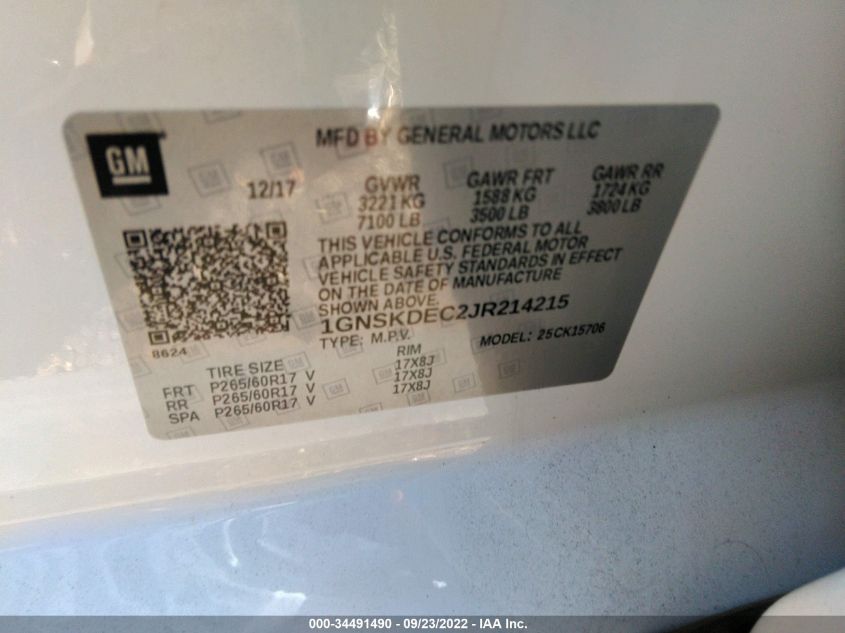 GM
MFD BY GENERAL MOTORS LLC
12/17 GVWR GAWR FRT GAWR RR
3221 KG 1588 KG 1724 KG
7100 LB 3500 LB 3800 LB
THIS VEHICLE CONFORMS TO ALL
APPLICABLE U.S. FEDERAL MOTOR
VEHICLE SAFETY STANDARDS IN EFFECT
ON THE DATE OF MANUFACTURE
SHOWN ABOVE.
1GNSKDEC2JR214215
TYPE: M.P.V. MODEL: 25CK15706
8624
TIRE SIZE RIM
FRT P265/60R17 V 17X8J
RR P265/60R17 V 17X8J
SPA P265/60R17 V 17X8J
000-34491490 - 09/23/2022 - IAA Inc.